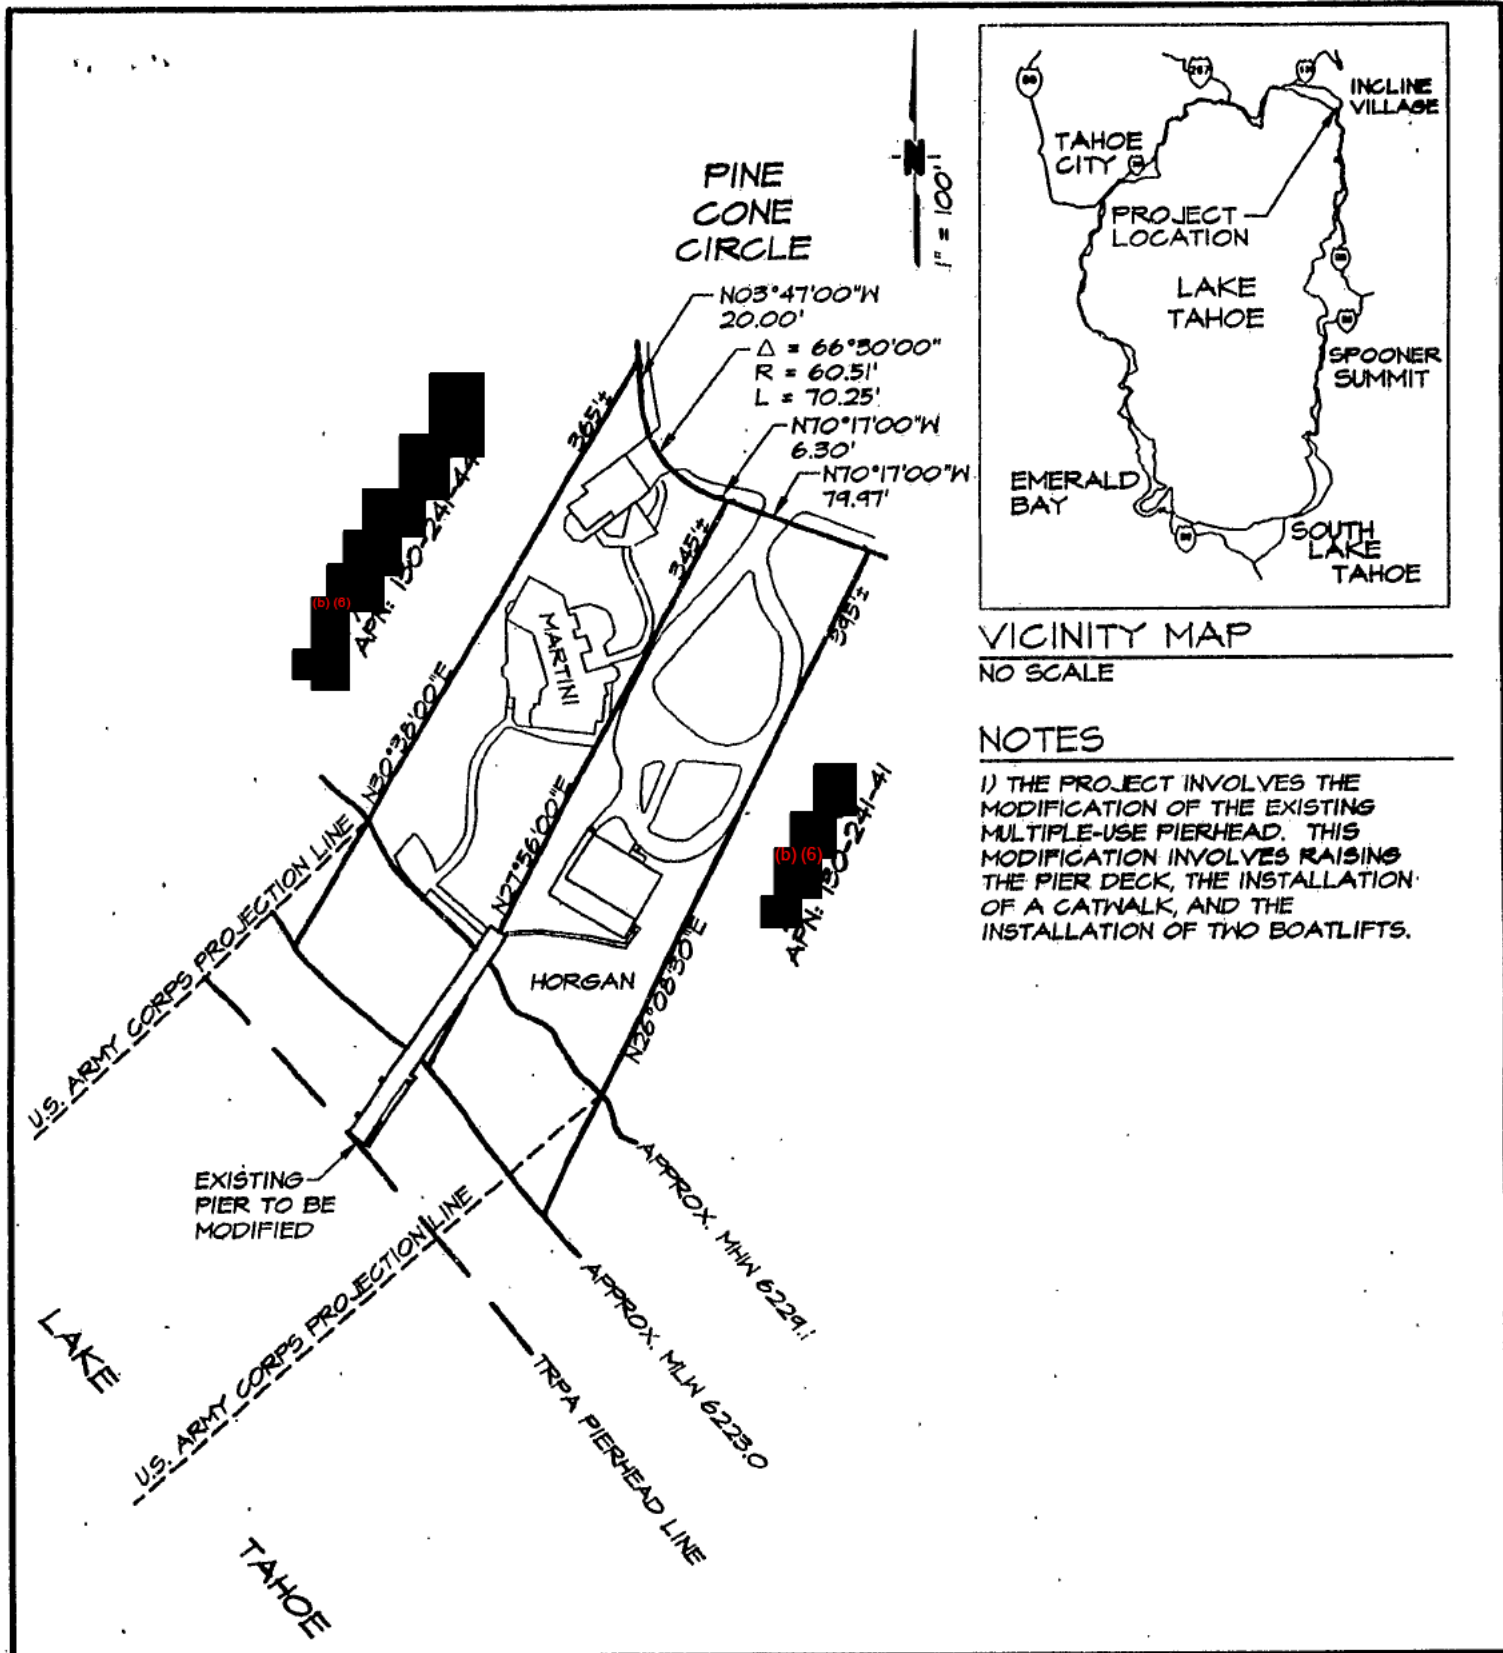 PINE
CONE
CIRCLE
N
1" = 100'
N03°47'00"W
20.00'
Δ = 66°30'00"
R = 60.51'
L = 70.25'
N70°17'00"W
6.30'
N70°17'00"W
79.97'
365'±
345'±
395'±
(b) (6)
APN: 130-241-44
MARTINI
N30°38'00"E
N27°56'00"E
N26°08'30"E
(b) (6)
APN: 130-241-41
HORGAN
U.S. ARMY CORPS PROJECTION LINE
EXISTING
PIER TO BE
MODIFIED
U.S. ARMY CORPS PROJECTION LINE
APPROX. MHW 6229.1
APPROX. MLW 6223.0
TRPA PIERHEAD LINE
LAKE
TAHOE
267
INCLINE
VILLAGE
TAHOE
CITY
PROJECT
LOCATION
LAKE
TAHOE
SPOONER
SUMMIT
EMERALD
BAY
SOUTH
LAKE
TAHOE
VICINITY MAP
NO SCALE
NOTES
1) THE PROJECT INVOLVES THE
MODIFICATION OF THE EXISTING
MULTIPLE-USE PIERHEAD. THIS
MODIFICATION INVOLVES RAISING
THE PIER DECK, THE INSTALLATION
OF A CATWALK, AND THE
INSTALLATION OF TWO BOATLIFTS.